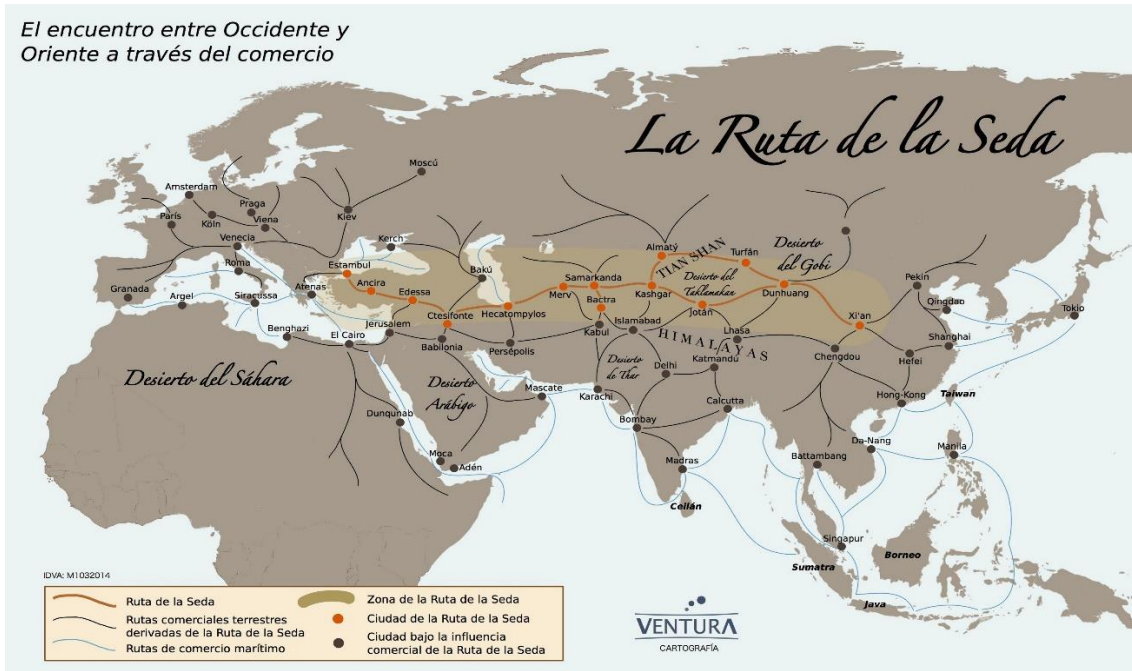 El encuentro entre Occidente y
Oriente a través del comercio
La Ruta de la Seda
Moscú
Amsterdam
Praga
París
Köln
Viena
Kiev
Venecia
Kerch
Almatý
TIAN SHAN
Turfán
Desierto
del Gobi
Roma
Estambul
Bakú
Samarkanda
Desierto del
Taklamakan
Pekin
Granada
Argel
Siracussa
Atenas
Ancira
Edessa
Merv
Bactra
Kashgar
Jotán
Dunhuang
Qingdao
Tokio
Ctesifonte
Hecatompylos
Xi'an
Benghazi
El Cairo
Jerusalem
Babilonia
Persépolis
Kabul
Islamabad
HIMALAYAS
Lhasa
Shanghai
Desierto del Sáhara
Desierto
Arábigo
Desierto
de Thar
Delhi
Katmandú
Chengdou
Hefei
Mascate
Karachi
Calcutta
Hong-Kong
Taiwan
Dunqunab
Bombay
Da-Nang
Manila
Moca
Adén
Madras
Battambang
Ceilán
Singapur
Borneo
Sumatra
Java
IDVA: M1032014
Ruta de la Seda
Rutas comerciales terrestres
derivadas de la Ruta de la Seda
Rutas de comercio marítimo
Zona de la Ruta de la Seda
Ciudad de la Ruta de la Seda
Ciudad bajo la influencia
comercial de la Ruta de la Seda
VENTURA
CARTOGRAFÍA